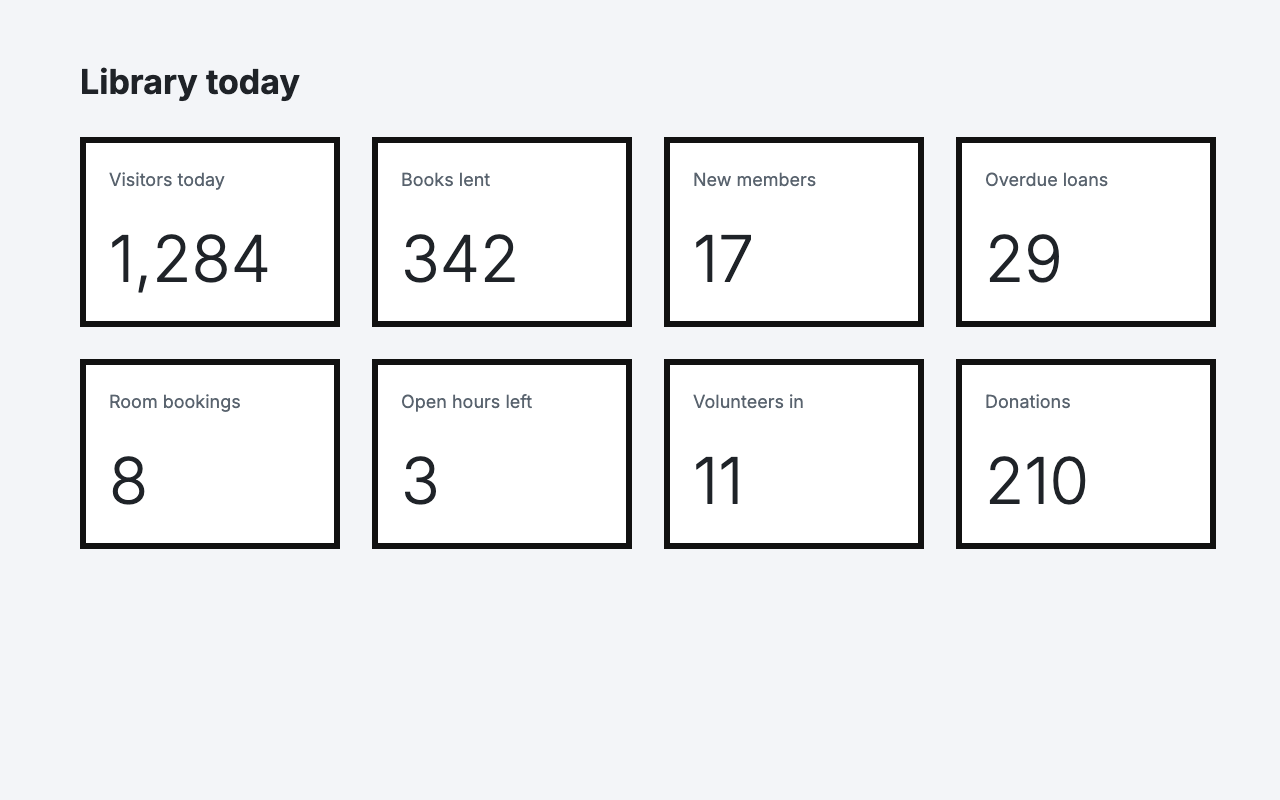 Library today
Visitors today
1,284
Books lent
342
New members
17
Overdue loans
29
Room bookings
8
Open hours left
3
Volunteers in
11
Donations
210